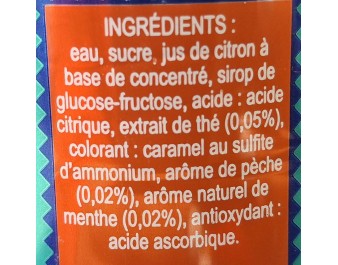 INGRÉDIENTS :
eau, sucre, jus de citron à
base de concentré, sirop de
glucose-fructose, acide : acide
citrique, extrait de thé (0,05%),
colorant : caramel au sulfite
d'ammonium, arôme de pèche
(0,02%), arôme naturel de
menthe (0,02%), antioxydant :
acide ascorbique.